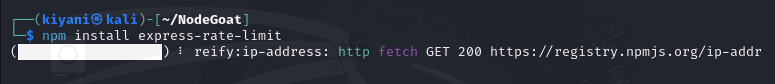 ┌──(kiyani㉿kali)-[~/NodeGoat]
└─$ npm install express-rate-limit
( ) ⠸ reify:ip-address: http fetch GET 200 https://registry.npmjs.org/ip-addr